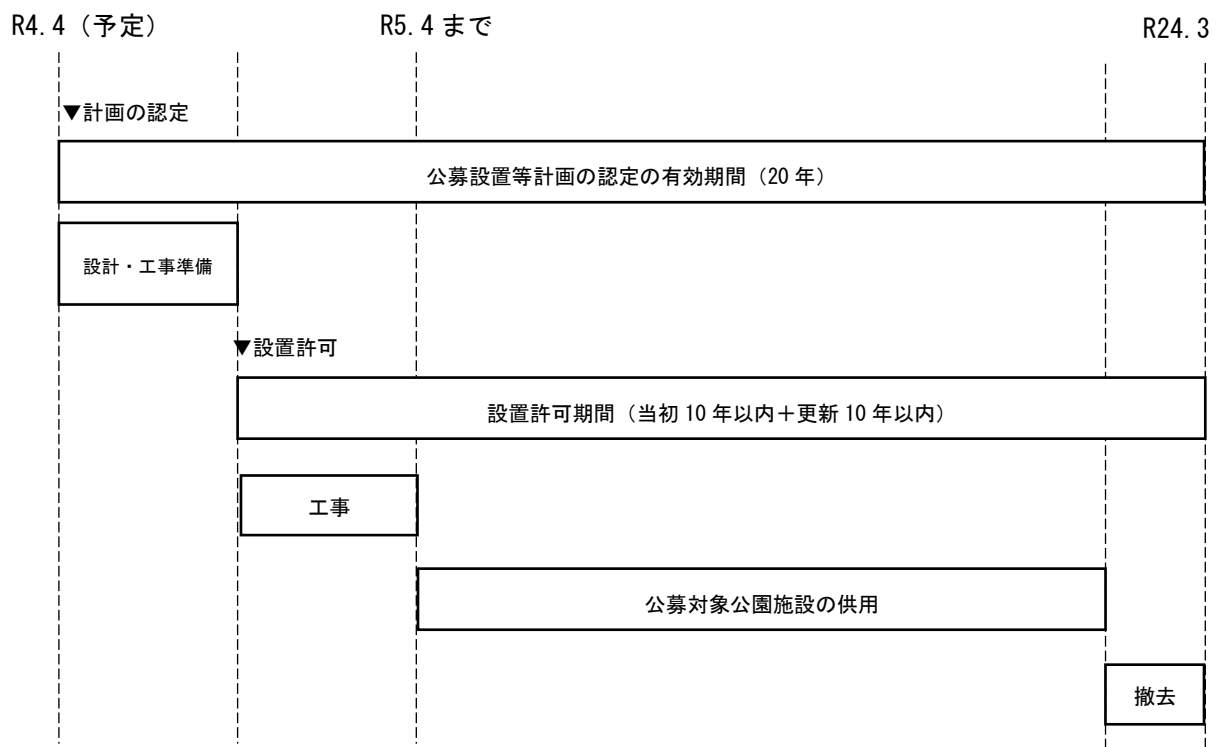 R4.4（予定）
R5.4まで
R24.3
▼計画の認定
公募設置等計画の認定の有効期間（20年）
設計・工事準備
▼設置許可
設置許可期間（当初10年以内＋更新10年以内）
工事
公募対象公園施設の供用
撤去